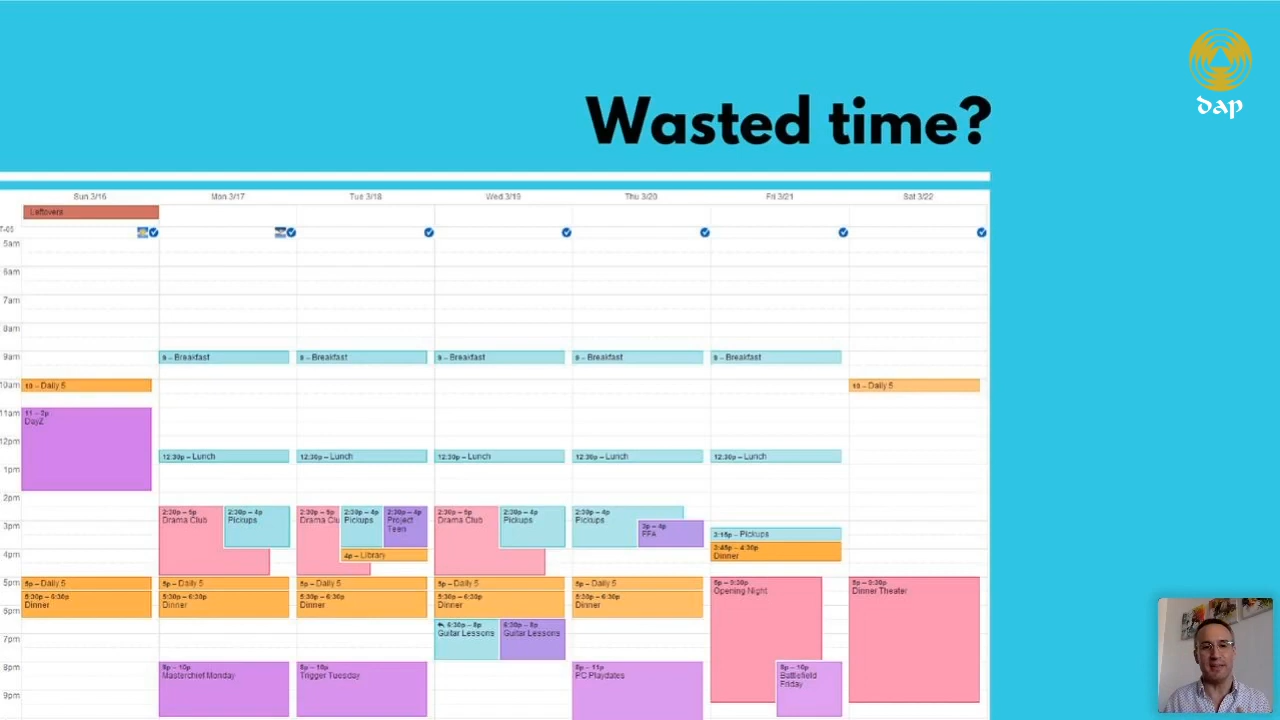 dap
Wasted time?
Sun 3/16 Mon 3/17 Tue 3/18 Wed 3/19 Thu 3/20 Fri 3/21 Sat 3/22
Leftovers
T-05
5am
6am
7am
8am
9am
9 – Breakfast 9 – Breakfast 9 – Breakfast 9 – Breakfast 9 – Breakfast
10am
10 – Daily 5 10 – Daily 5
11am
11 – 2p
DayZ
12pm
12:30p – Lunch 12:30p – Lunch 12:30p – Lunch 12:30p – Lunch 12:30p – Lunch
1pm
2pm
2:30p – 5p 2:30p – 4p 2:30p – 5p 2:30p – 4p 2:30p – 4p 2:30p – 5p 2:30p – 4p 2:30p – 4p
Drama Club Pickups Drama Clu Pickups Project Drama Club Pickups Pickups
Teen
3pm
3p – 4p
FFA
3:15p – Pickups
3:45p – 4:30p
Dinner
4pm
4p – Library
5pm
5p – Daily 5 5p – Daily 5 5p – Daily 5 5p – Daily 5 5p – Daily 5 5p – 9:30p 5p – 9:30p
Opening Night Dinner Theater
5:30p – 6:30p 5:30p – 6:30p 5:30p – 6:30p 5:30p – 6:30p 5:30p – 6:30p
Dinner Dinner Dinner Dinner Dinner
6pm
6:30p – 8p 6:30p – 8p
Guitar Lessons Guitar Lessons
7pm
8pm
8p – 10p 8p – 10p 8p – 11p 8p – 10p
Masterchief Monday Trigger Tuesday PC Playdates Battlefield
Friday
9pm